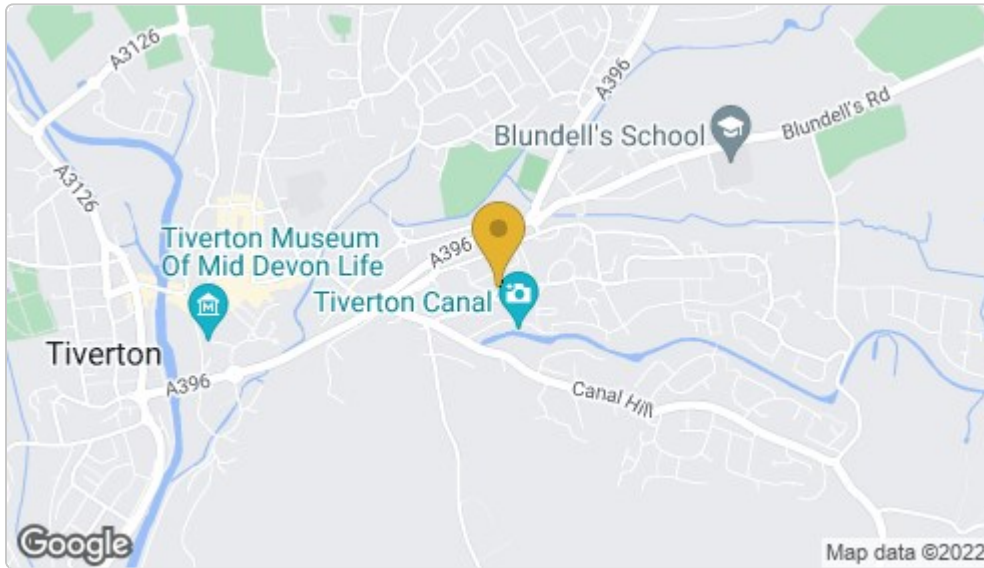 A3126
A396
Blundell's School
Blundell's Rd
A3126
Tiverton Museum
Of Mid Devon Life
A396
Tiverton Canal
Tiverton
A396
Canal Hill
Google
Map data ©2022